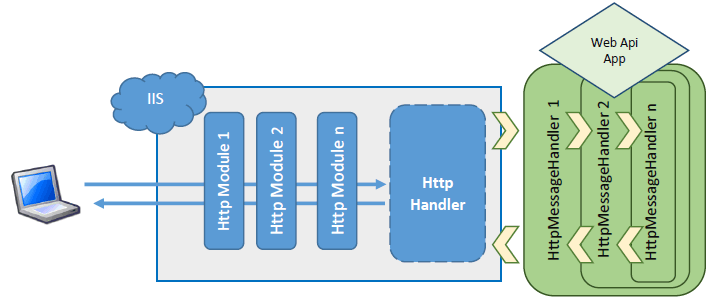 Web Api
App
IIS
Http Module 1
Http Module 2
Http Module n
Http
Handler
HttpMessageHandler 1
HttpMessageHandler 2
HttpMessageHandler n